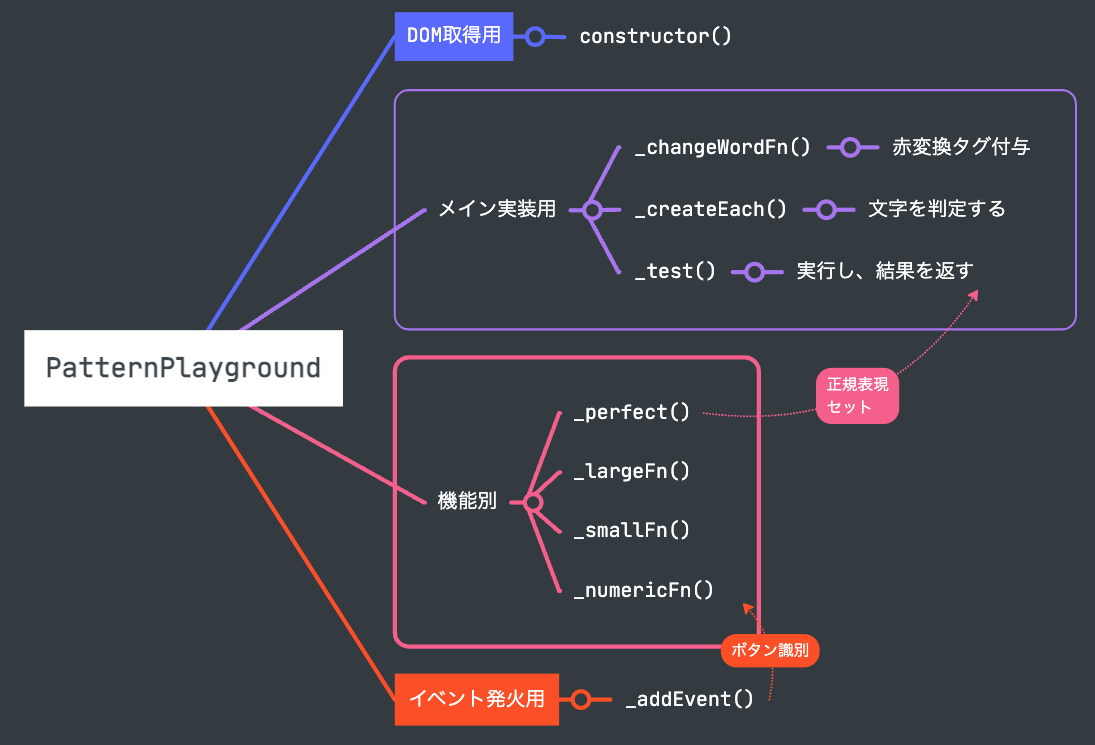 DOM取得用
constructor()
_changeWordFn()
赤変換タグ付与
メイン実装用
_createEach()
文字を判定する
_test()
実行し、結果を返す
PatternPlayground
正規表現
セット
_perfect()
_largeFn()
機能別
_smallFn()
_numericFn()
ボタン識別
イベント発火用
_addEvent()